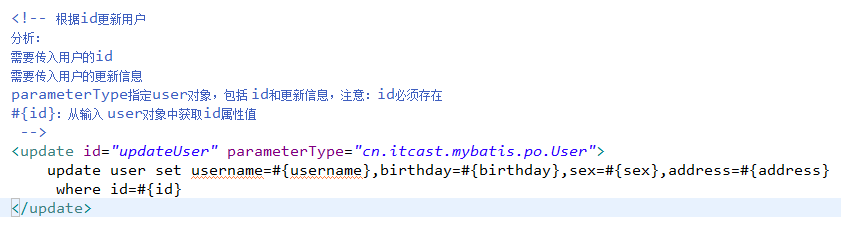 <!-- 根据id更新用户
分析：
需要传入用户的id
需要传入用户的更新信息
parameterType指定user对象，包括 id和更新信息，注意：id必须存在
#{id}：从输入 user对象中获取id属性值
-->
<update id="updateUser" parameterType="cn.itcast.mybatis.po.User">
update user set username=#{username},birthday=#{birthday},sex=#{sex},address=#{address}
where id=#{id}
</update>